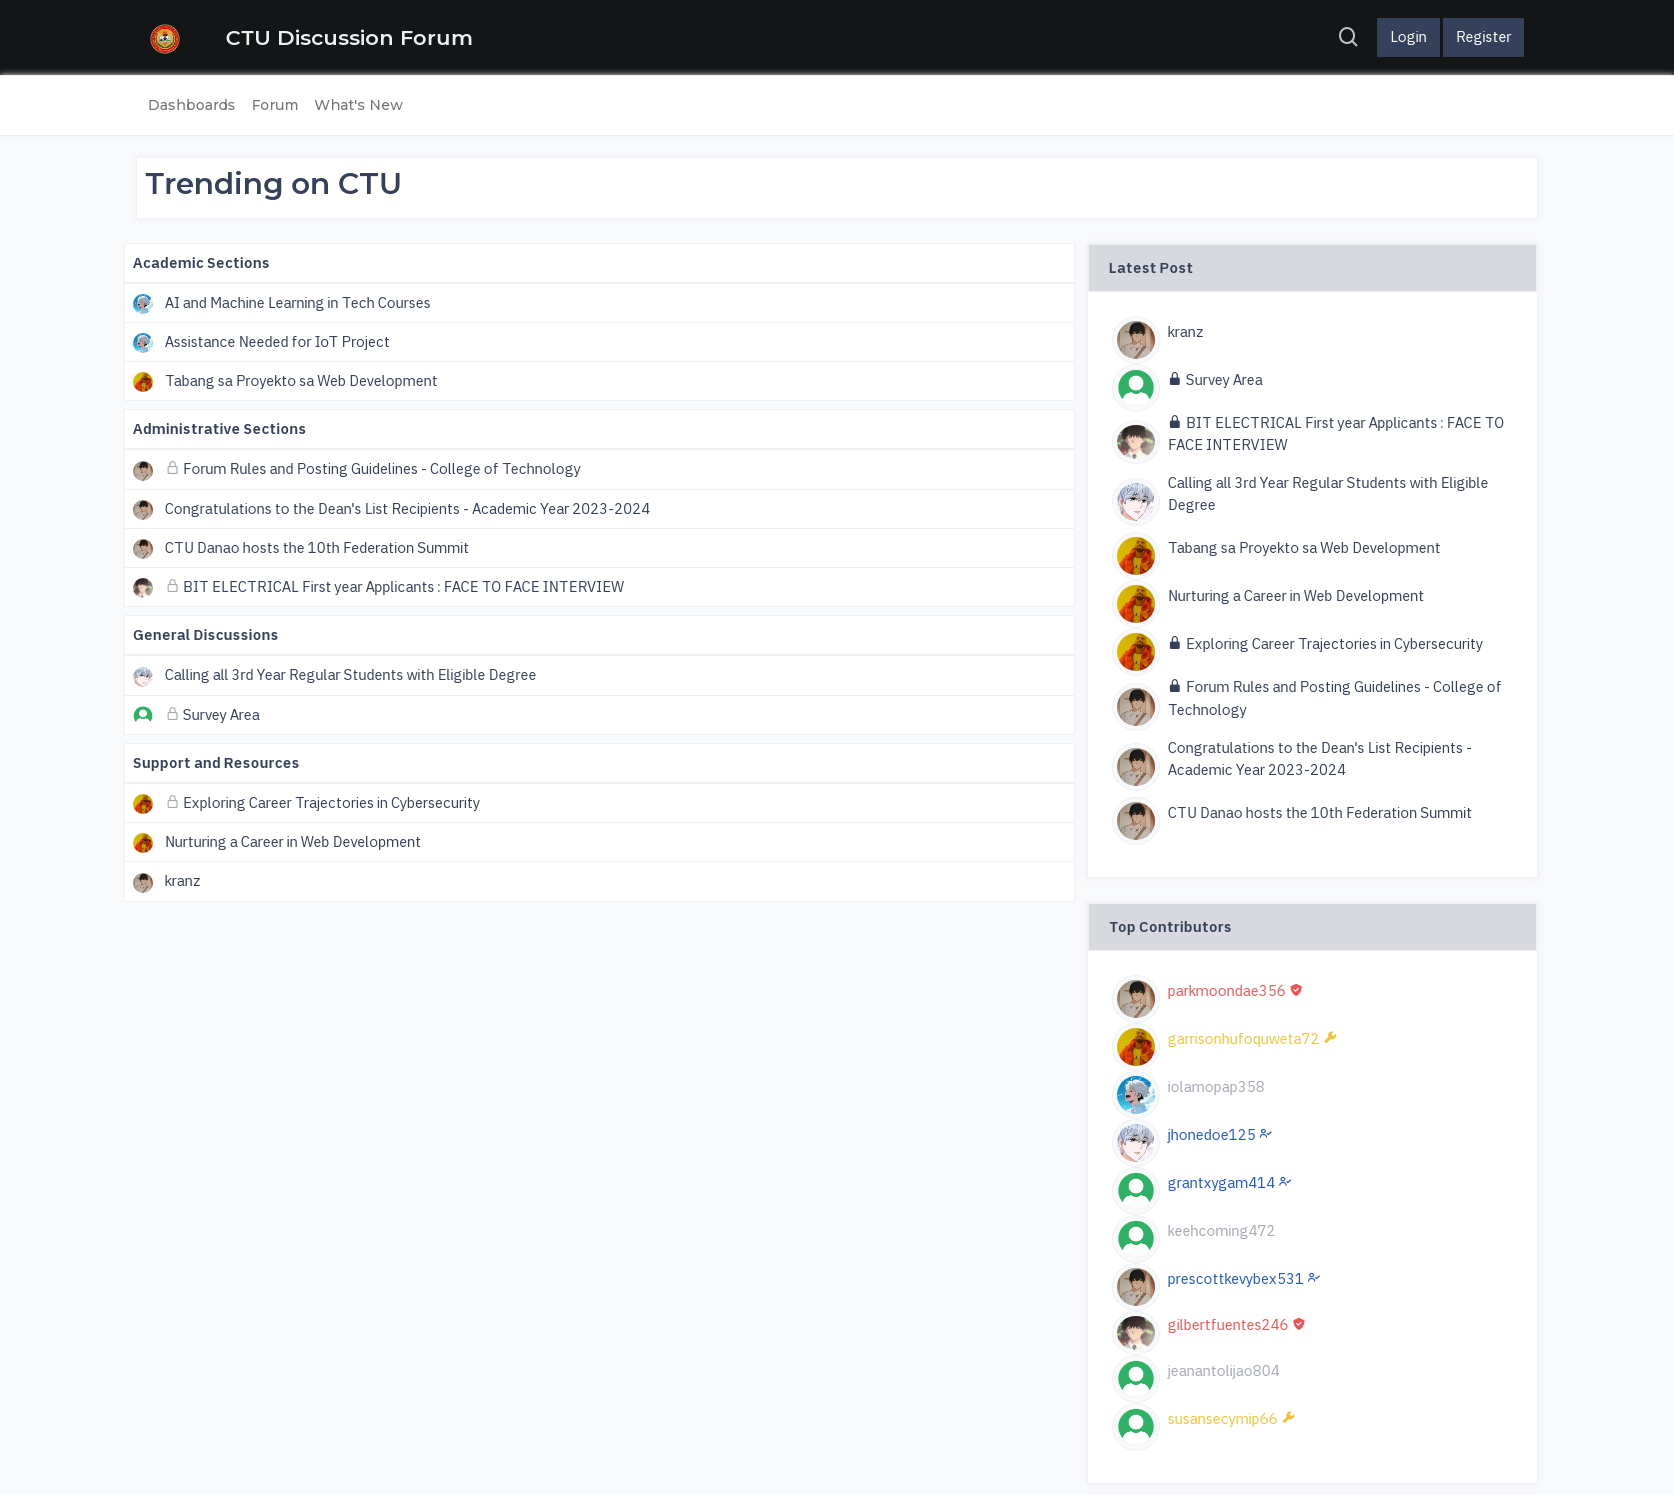 CTU Discussion Forum
Login
Register
Dashboards
Forum
What's New
Trending on CTU
Academic Sections
AI and Machine Learning in Tech Courses
Assistance Needed for IoT Project
Tabang sa Proyekto sa Web Development
Administrative Sections
Forum Rules and Posting Guidelines - College of Technology
Congratulations to the Dean's List Recipients - Academic Year 2023-2024
CTU Danao hosts the 10th Federation Summit
BIT ELECTRICAL First year Applicants : FACE TO FACE INTERVIEW
General Discussions
Calling all 3rd Year Regular Students with Eligible Degree
Survey Area
Support and Resources
Exploring Career Trajectories in Cybersecurity
Nurturing a Career in Web Development
kranz
Latest Post
kranz
Survey Area
BIT ELECTRICAL First year Applicants : FACE TO
FACE INTERVIEW
Calling all 3rd Year Regular Students with Eligible
Degree
Tabang sa Proyekto sa Web Development
Nurturing a Career in Web Development
Exploring Career Trajectories in Cybersecurity
Forum Rules and Posting Guidelines - College of
Technology
Congratulations to the Dean's List Recipients -
Academic Year 2023-2024
CTU Danao hosts the 10th Federation Summit
Top Contributors
parkmoondae356
garrisonhufoquweta72
iolamopap358
jhonedoe125
grantxygam414
keehcoming472
prescottkevybex531
gilbertfuentes246
jeanantolijao804
susansecymip66